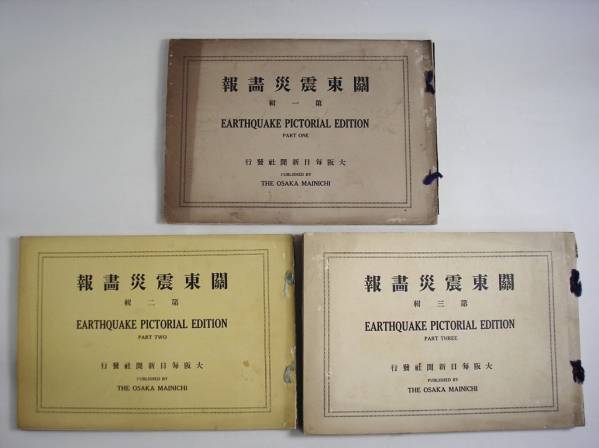 報畫災震東關
輯一第
EARTHQUAKE PICTORIAL EDITION
PART ONE
行發社聞新日每阪大
PUBLISHED BY
THE OSAKA MAINICHI
報畫災震東關
輯二第
EARTHQUAKE PICTORIAL EDITION
PART TWO
行發社聞新日每阪大
PUBLISHED BY
THE OSAKA MAINICHI
報畫災震東關
輯三第
EARTHQUAKE PICTORIAL EDITION
PART THREE
行發社聞新日每阪大
PUBLISHED BY
THE OSAKA MAINICHI